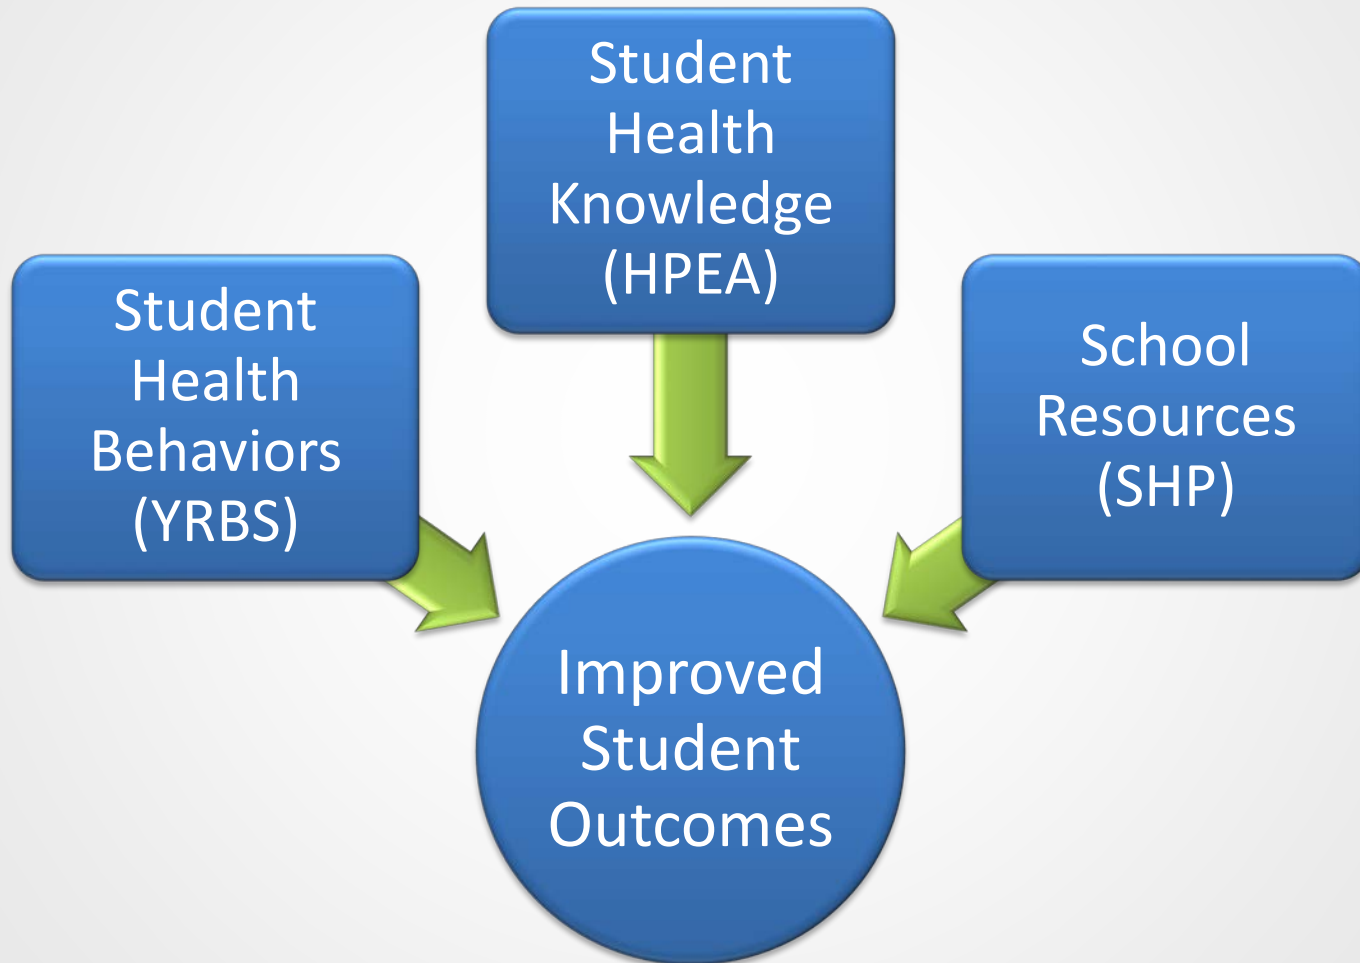 Student
Health
Knowledge
(HPEA)
Student
Health
Behaviors
(YRBS)
School
Resources
(SHP)
Improved
Student
Outcomes